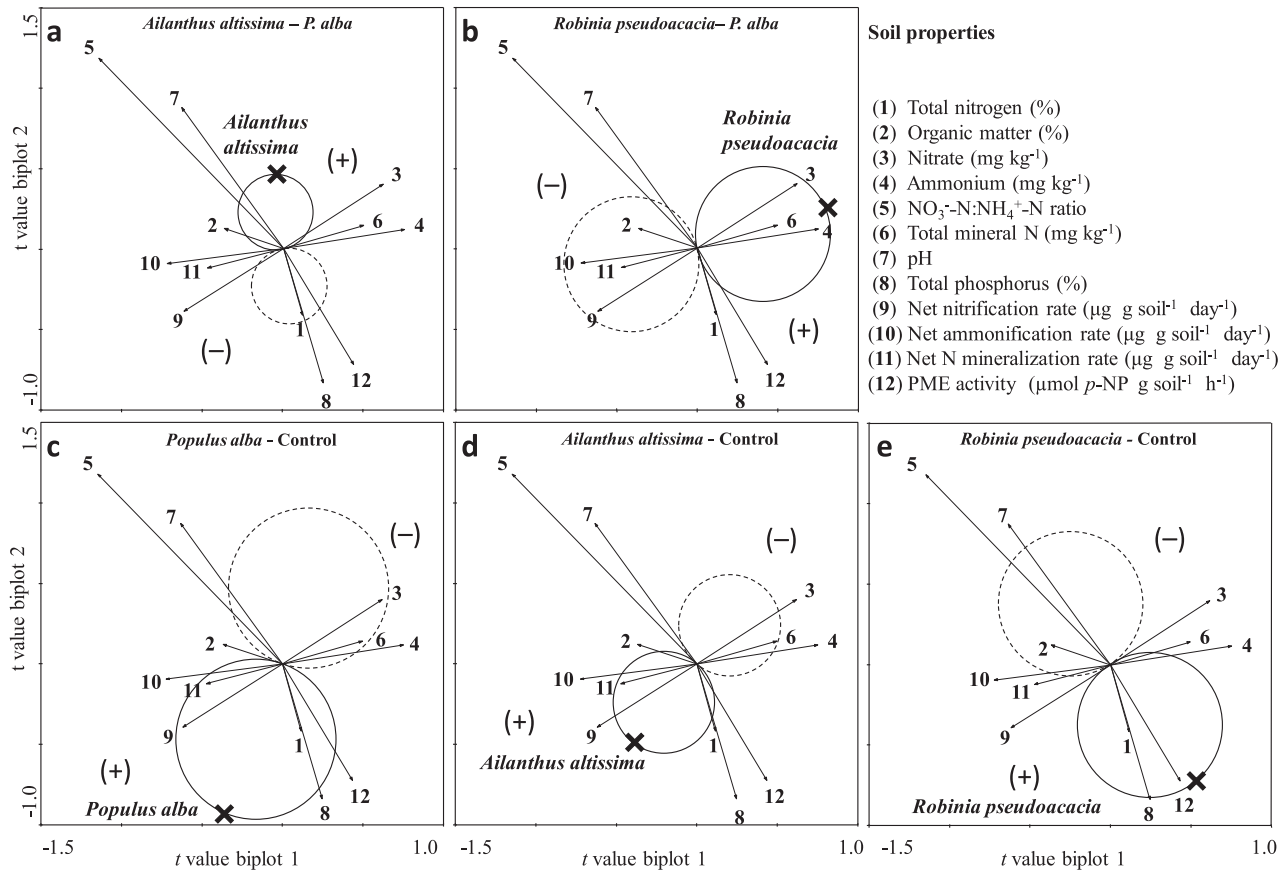 a Ailanthus altissima – P. alba
1.5
t value biplot 2
-1.0
5
7
Ailanthus
altissima
(+)
3
2
6
4
10
11
9
1
(–)
12
8
b Robinia pseudoacacia– P. alba
5
7
Robinia
pseudoacacia
(–)
3
2
6
4
10
11
9
1
(+)
12
8
Soil properties
(1) Total nitrogen (%)
(2) Organic matter (%)
(3) Nitrate (mg kg⁻¹)
(4) Ammonium (mg kg⁻¹)
(5) NO₃⁻-N:NH₄⁺-N ratio
(6) Total mineral N (mg kg⁻¹)
(7) pH
(8) Total phosphorus (%)
(9) Net nitrification rate (µg g soil⁻¹ day⁻¹)
(10) Net ammonification rate (µg g soil⁻¹ day⁻¹)
(11) Net N mineralization rate (µg g soil⁻¹ day⁻¹)
(12) PME activity (µmol p-NP g soil⁻¹ h⁻¹)
c Populus alba - Control
1.5
t value biplot 2
-1.0
5
7
(–)
3
2
6
4
10
11
9
1
(+)
12
Populus alba
8
-1.5
t value biplot 1
1.0
d Ailanthus altissima - Control
5
7
(–)
3
2
6
4
10
11
(+)
9
1
Ailanthus altissima
12
8
-1.5
t value biplot 1
1.0
e Robinia pseudoacacia - Control
5
7
(–)
3
2
6
4
10
11
9
1
(+)
12
Robinia pseudoacacia
8
-1.5
t value biplot 1
1.0